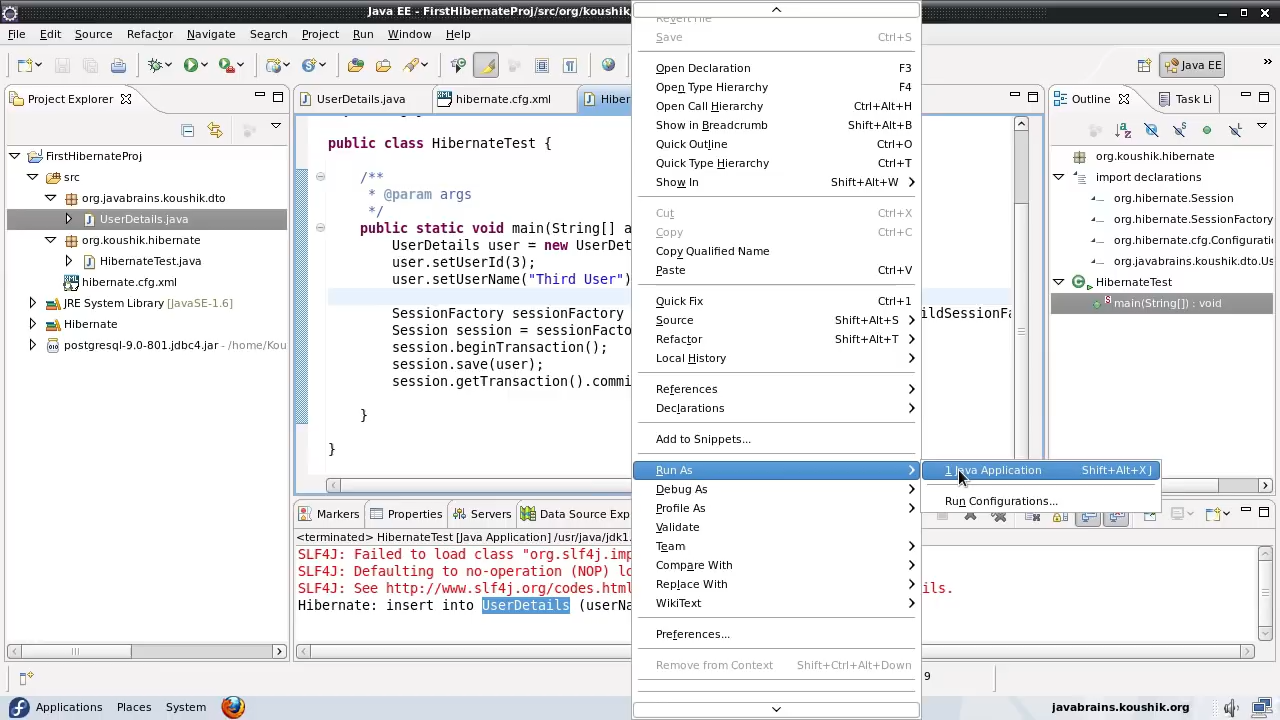 Java EE - FirstHibernateProj/src/org/koushik
File Edit Source Refactor Navigate Search Project Run Window Help
Java EE
Project Explorer
FirstHibernateProj
src
org.javabrains.koushik.dto
UserDetails.java
org.koushik.hibernate
HibernateTest.java
hibernate.cfg.xml
JRE System Library [JavaSE-1.6]
Hibernate
postgresql-9.0-801.jdbc4.jar - /home/Kou
UserDetails.java
hibernate.cfg.xml
Hiber
public class HibernateTest {
/**
* @param args
*/
public static void main(String[] a
UserDetails user = new UserDet
user.setUserId(3);
user.setUserName("Third User")
SessionFactory sessionFactory
ildSessionFa
Session session = sessionFacto
session.beginTransaction();
session.save(user);
session.getTransaction().commi
}
}
Revert File
Save Ctrl+S
Open Declaration F3
Open Type Hierarchy F4
Open Call Hierarchy Ctrl+Alt+H
Show in Breadcrumb Shift+Alt+B
Quick Outline Ctrl+O
Quick Type Hierarchy Ctrl+T
Show In Shift+Alt+W
Cut Ctrl+X
Copy Ctrl+C
Copy Qualified Name
Paste Ctrl+V
Quick Fix Ctrl+1
Source Shift+Alt+S
Refactor Shift+Alt+T
Local History
References
Declarations
Add to Snippets...
Run As
Debug As
Profile As
Validate
Team
Compare With
Replace With
WikiText
Preferences...
Remove from Context Shift+Ctrl+Alt+Down
1 Java Application Shift+Alt+X J
Run Configurations...
Outline
Task Li
org.koushik.hibernate
import declarations
org.hibernate.Session
org.hibernate.SessionFactory
org.hibernate.cfg.Configurati
org.javabrains.koushik.dto.Us
HibernateTest
main(String[]) : void
Markers
Properties
Servers
Data Source Exp
<terminated> HibernateTest [Java Application] /usr/java/jdk1.
SLF4J: Failed to load class "org.slf4j.imp
SLF4J: Defaulting to no-operation (NOP) lo
SLF4J: See http://www.slf4j.org/codes.html
ils.
Hibernate: insert into UserDetails (userNa
9
Applications Places System
javabrains.koushik.org